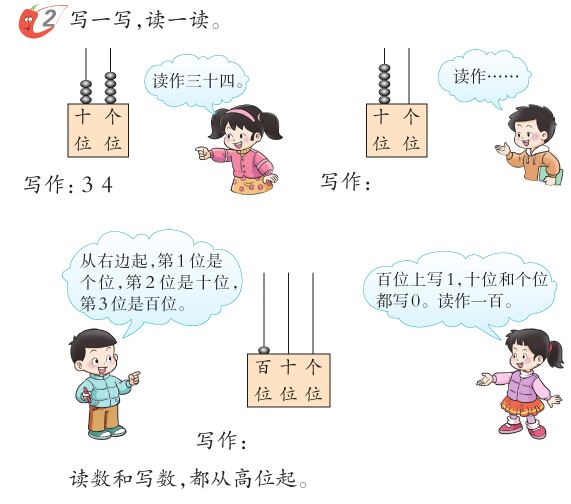 2 写一写，读一读。
读作三十四。
读作……
十 个
位 位
十 个
位 位
写作：3 4
写作：
从右边起，第1位是
个位，第2位是十位，
第3位是百位。
百位上写1，十位和个位
都写0。读作一百。
百 十 个
位 位 位
写作：
读数和写数，都从高位起。